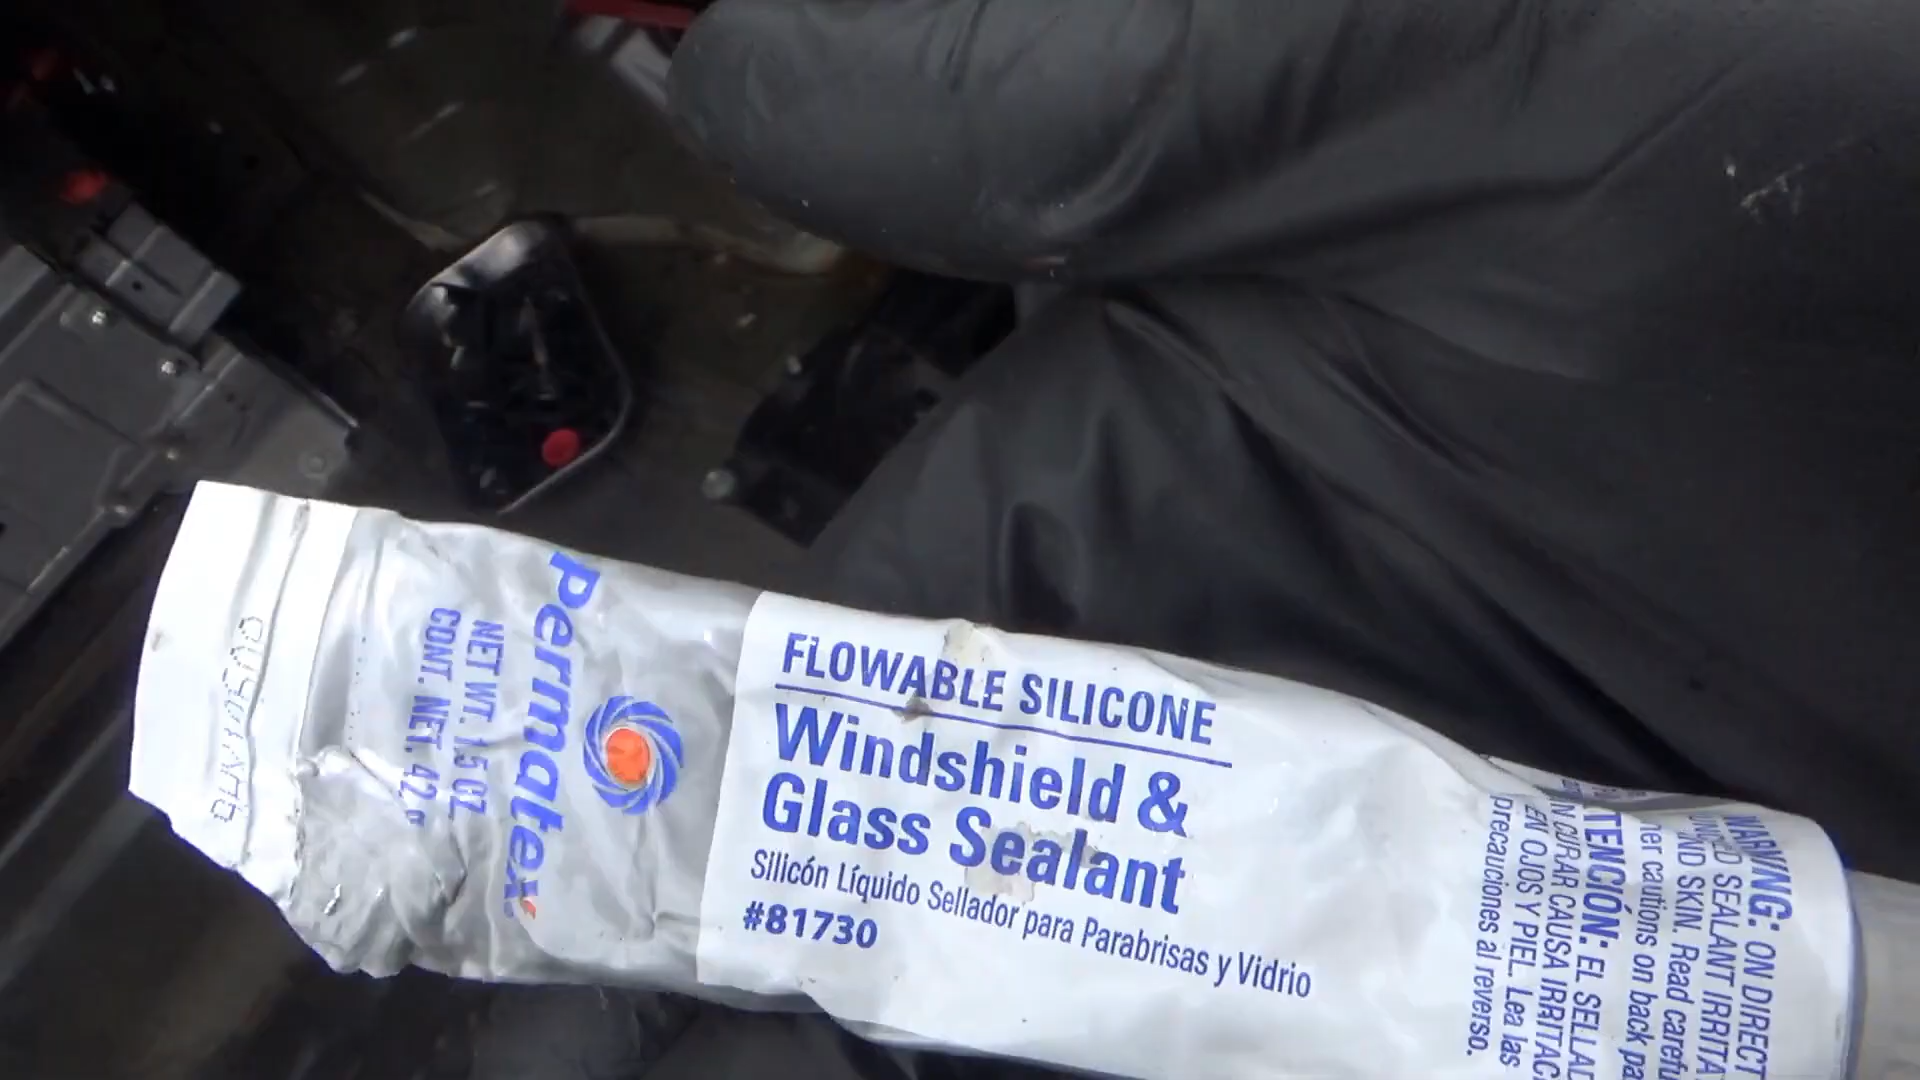 Permatex
NET WT. 1.5 OZ.
CONT. NET. 42 g
FLOWABLE SILICONE
Windshield &
Glass Sealant
Silicón Líquido Sellador para Parabrisas y Vidrio
#81730
WARNING: ON DIRECT
SEALANT IRRITA
AND SKIN. Read carefu
cautions on back pa
ATENCIÓN: EL SELLAD
SIN CURAR CAUSA IRRITAC
EN OJOS Y PIEL. Lea las
precauciones al reverso.